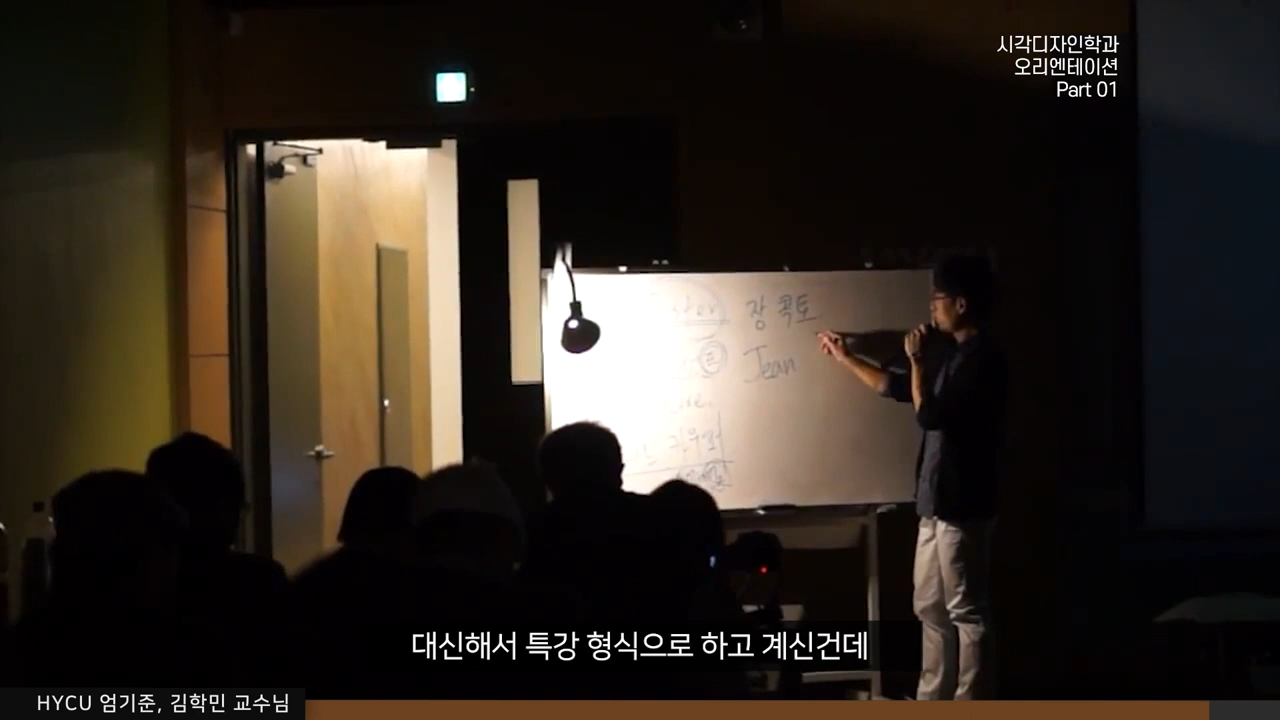 시각디자인학과
오리엔테이션
Part 01
장 콕토
Jean
대신해서 특강 형식으로 하고 계신건데
HYCU 엄기준, 김학민 교수님